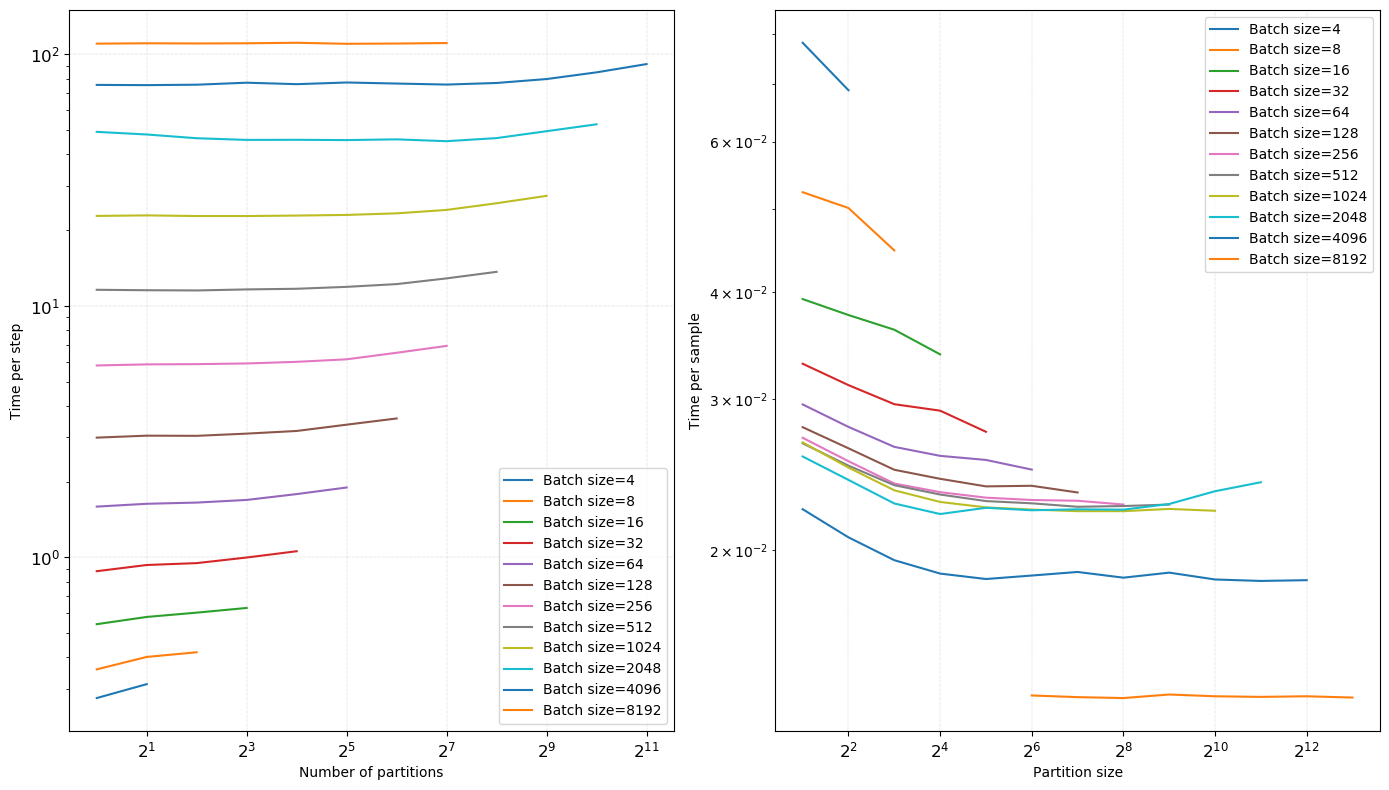 10²
10¹
10⁰
Time per step
2¹
2³
2⁵
2⁷
2⁹
2¹¹
Number of partitions
Batch size=4
Batch size=8
Batch size=16
Batch size=32
Batch size=64
Batch size=128
Batch size=256
Batch size=512
Batch size=1024
Batch size=2048
Batch size=4096
Batch size=8192
6 × 10⁻²
4 × 10⁻²
3 × 10⁻²
2 × 10⁻²
Time per sample
2²
2⁴
2⁶
2⁸
2¹⁰
2¹²
Partition size
Batch size=4
Batch size=8
Batch size=16
Batch size=32
Batch size=64
Batch size=128
Batch size=256
Batch size=512
Batch size=1024
Batch size=2048
Batch size=4096
Batch size=8192